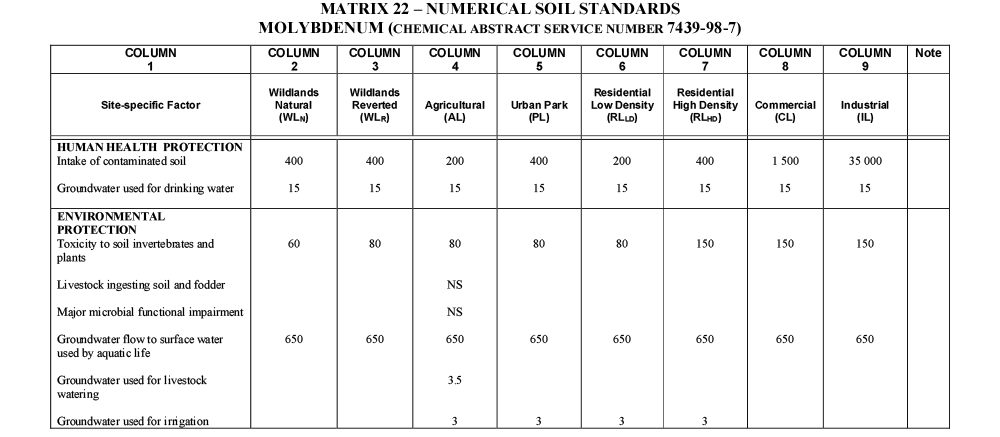 MATRIX 22 – NUMERICAL SOIL STANDARDS
MOLYBDENUM (CHEMICAL ABSTRACT SERVICE NUMBER 7439-98-7)
COLUMN 1 COLUMN 2 COLUMN 3 COLUMN 4 COLUMN 5 COLUMN 6 COLUMN 7 COLUMN 8 COLUMN 9 Note
Site-specific Factor Wildlands Natural (WLN) Wildlands Reverted (WLR) Agricultural (AL) Urban Park (PL) Residential Low Density (RLLD) Residential High Density (RLHD) Commercial (CL) Industrial (IL)
HUMAN HEALTH PROTECTION
Intake of contaminated soil 400 400 200 400 200 400 1 500 35 000
Groundwater used for drinking water 15 15 15 15 15 15 15 15
ENVIRONMENTAL
PROTECTION
Toxicity to soil invertebrates and 60 80 80 80 80 150 150 150
plants
Livestock ingesting soil and fodder NS
Major microbial functional impairment NS
Groundwater flow to surface water 650 650 650 650 650 650 650 650
used by aquatic life
Groundwater used for livestock 3.5
watering
Groundwater used for irrigation 3 3 3 3